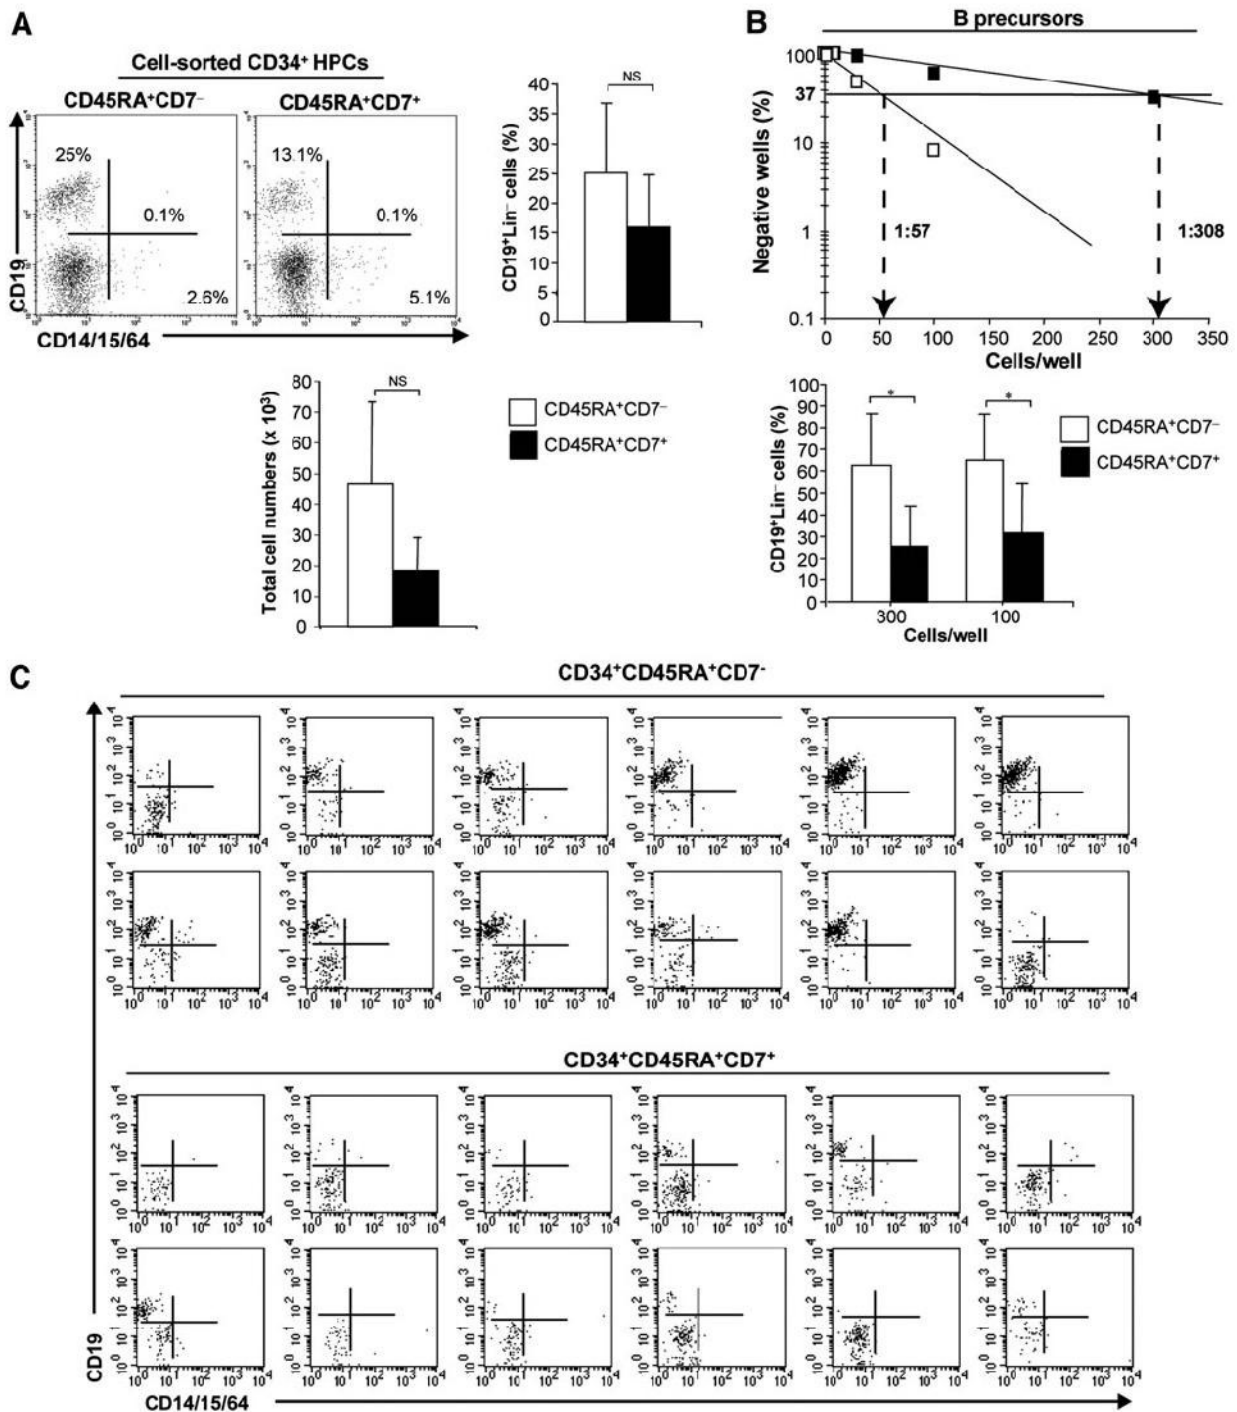 A
Cell-sorted CD34+ HPCs
CD45RA+CD7–
CD45RA+CD7+
25%
0.1%
2.6%
13.1%
0.1%
5.1%
CD19
CD14/15/64
CD19+Lin– cells (%)
40
35
30
25
20
15
10
5
0
NS
Total cell numbers (x 10³)
80
70
60
50
40
30
20
10
0
NS
CD45RA+CD7–
CD45RA+CD7+
B
B precursors
Negative wells (%)
100
37
10
1
0.1
1:57
1:308
0 50 100 150 200 250 300 350
Cells/well
CD19+Lin– cells (%)
100
90
80
70
60
50
40
30
20
10
0
*
*
300 100
Cells/well
CD45RA+CD7–
CD45RA+CD7+
C
CD34+CD45RA+CD7-
CD34+CD45RA+CD7+
CD19
CD14/15/64